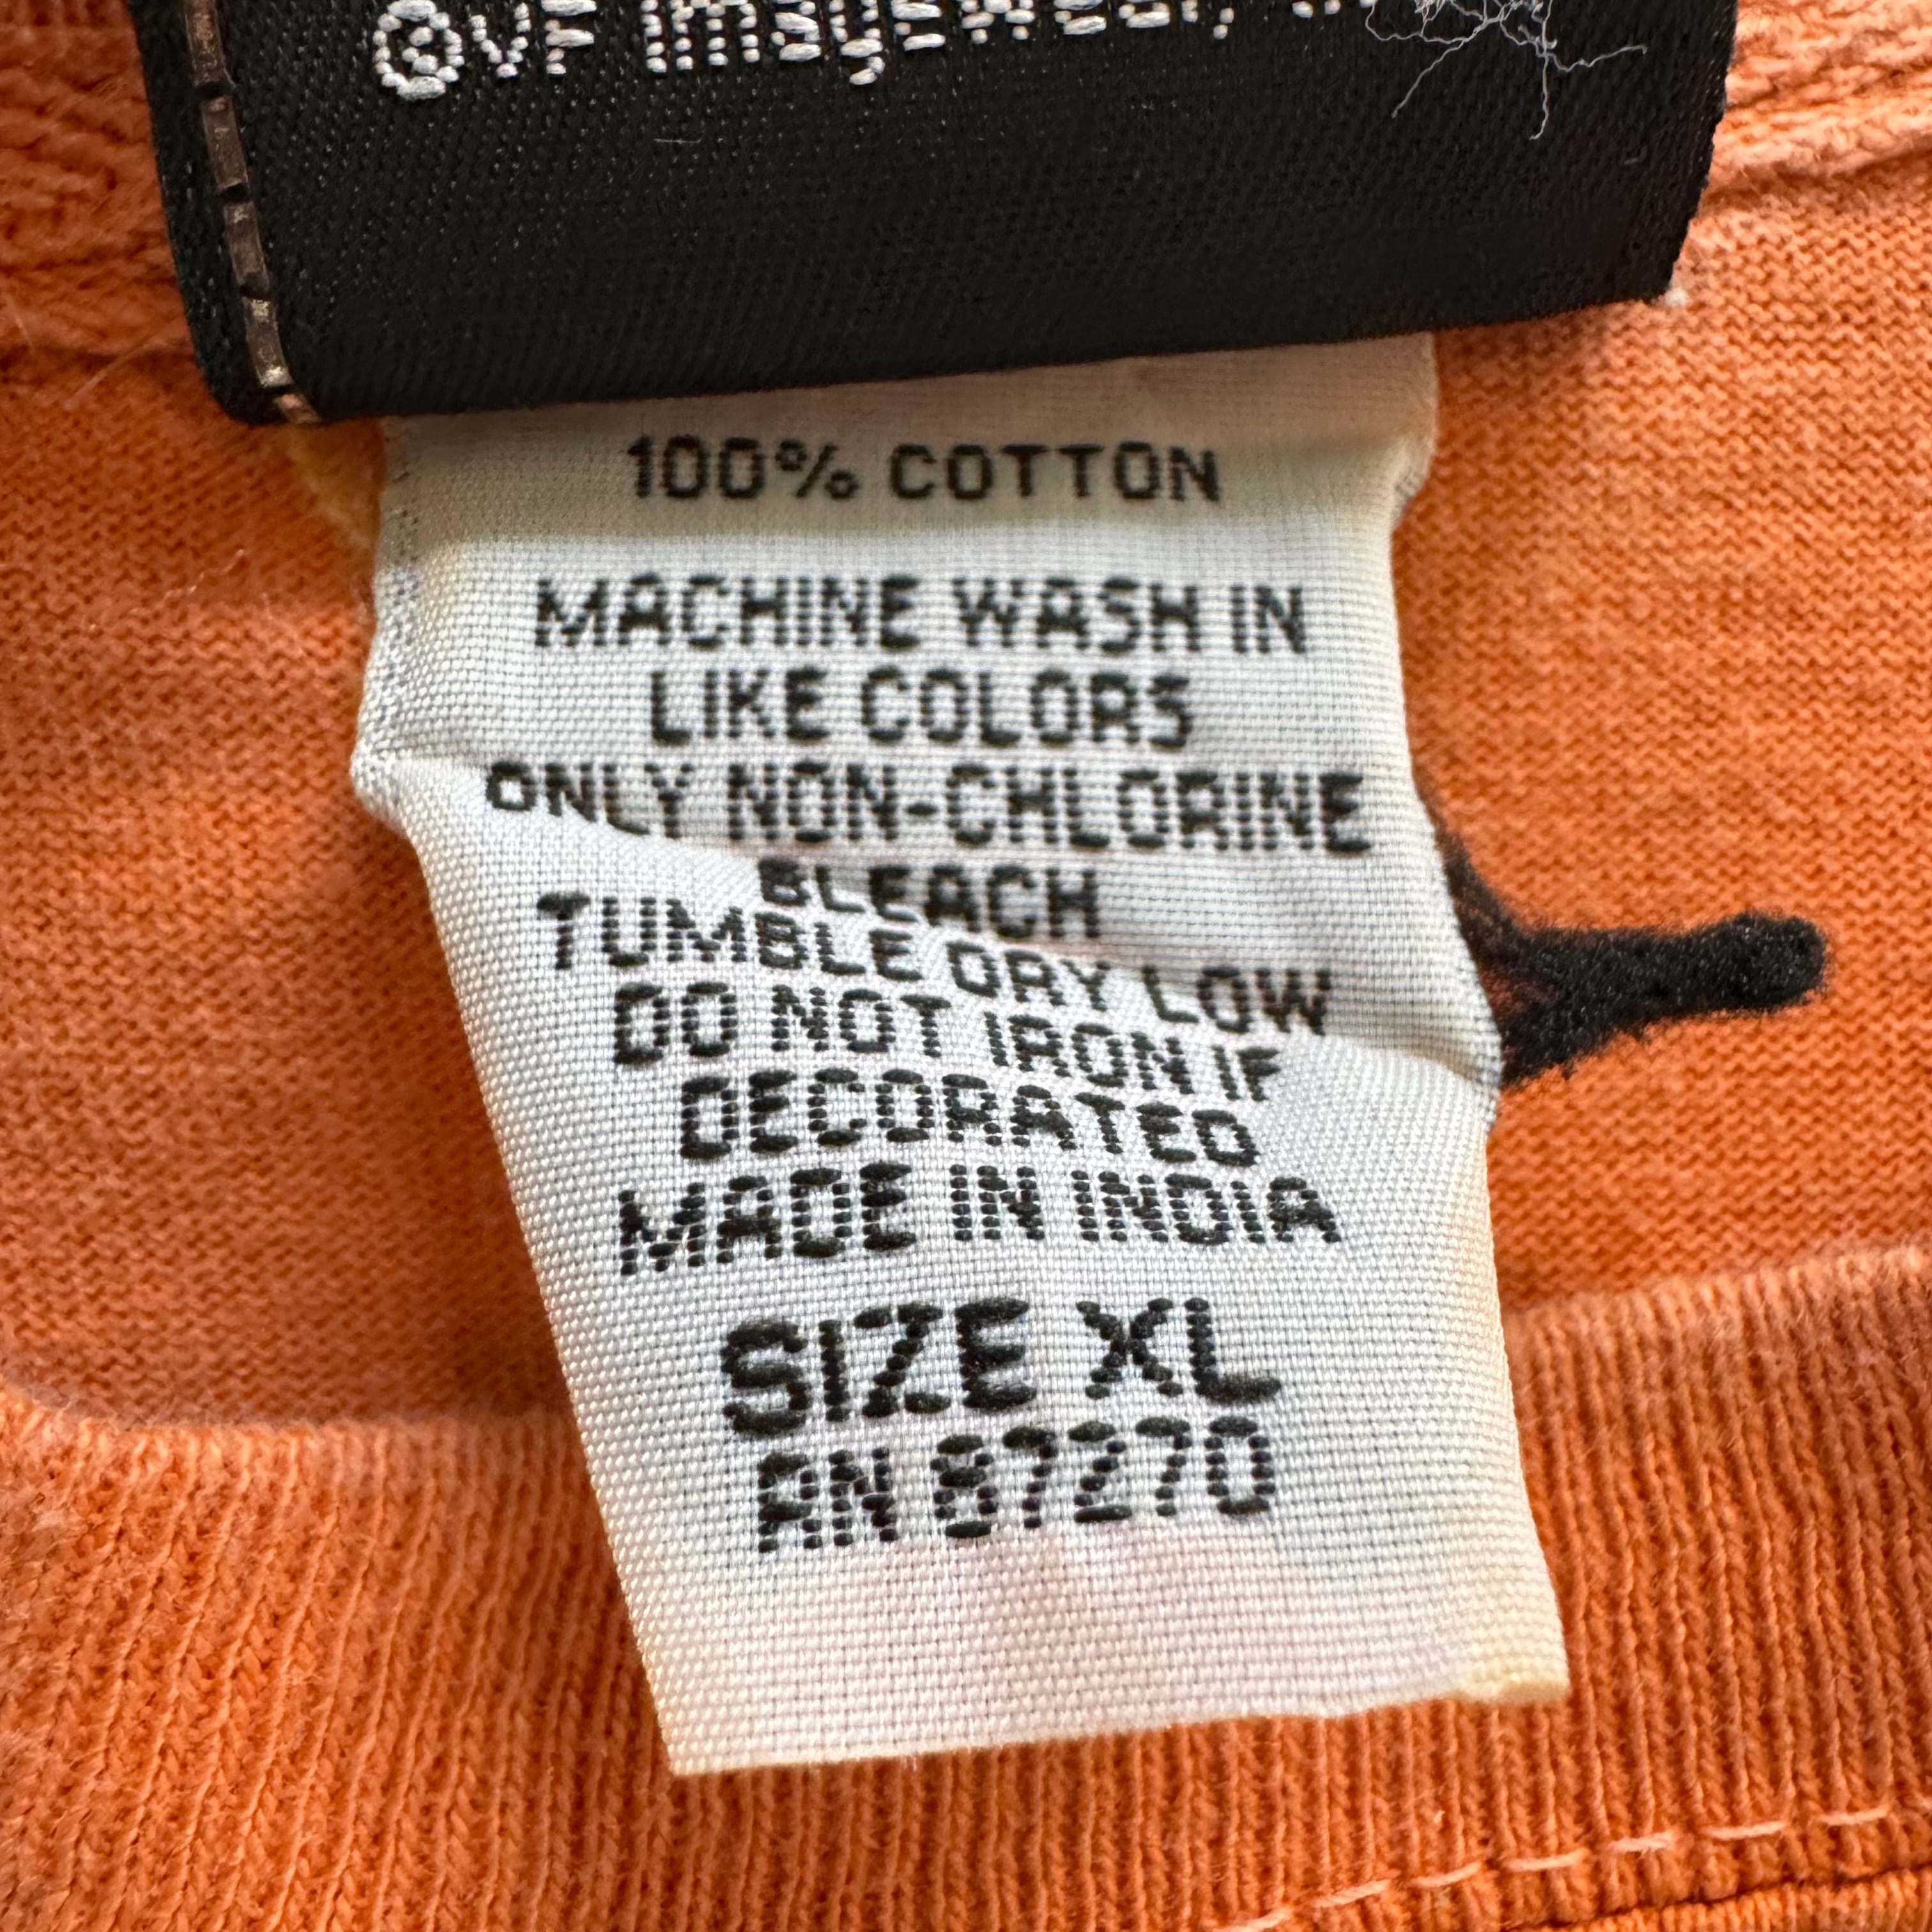 ©VF Imagewear,
100% COTTON
MACHINE WASH IN
LIKE COLORS
ONLY NON-CHLORINE
BLEACH
TUMBLE DRY LOW
DO NOT IRON IF
DECORATED
MADE IN INDIA
SIZE XL
RN 87270